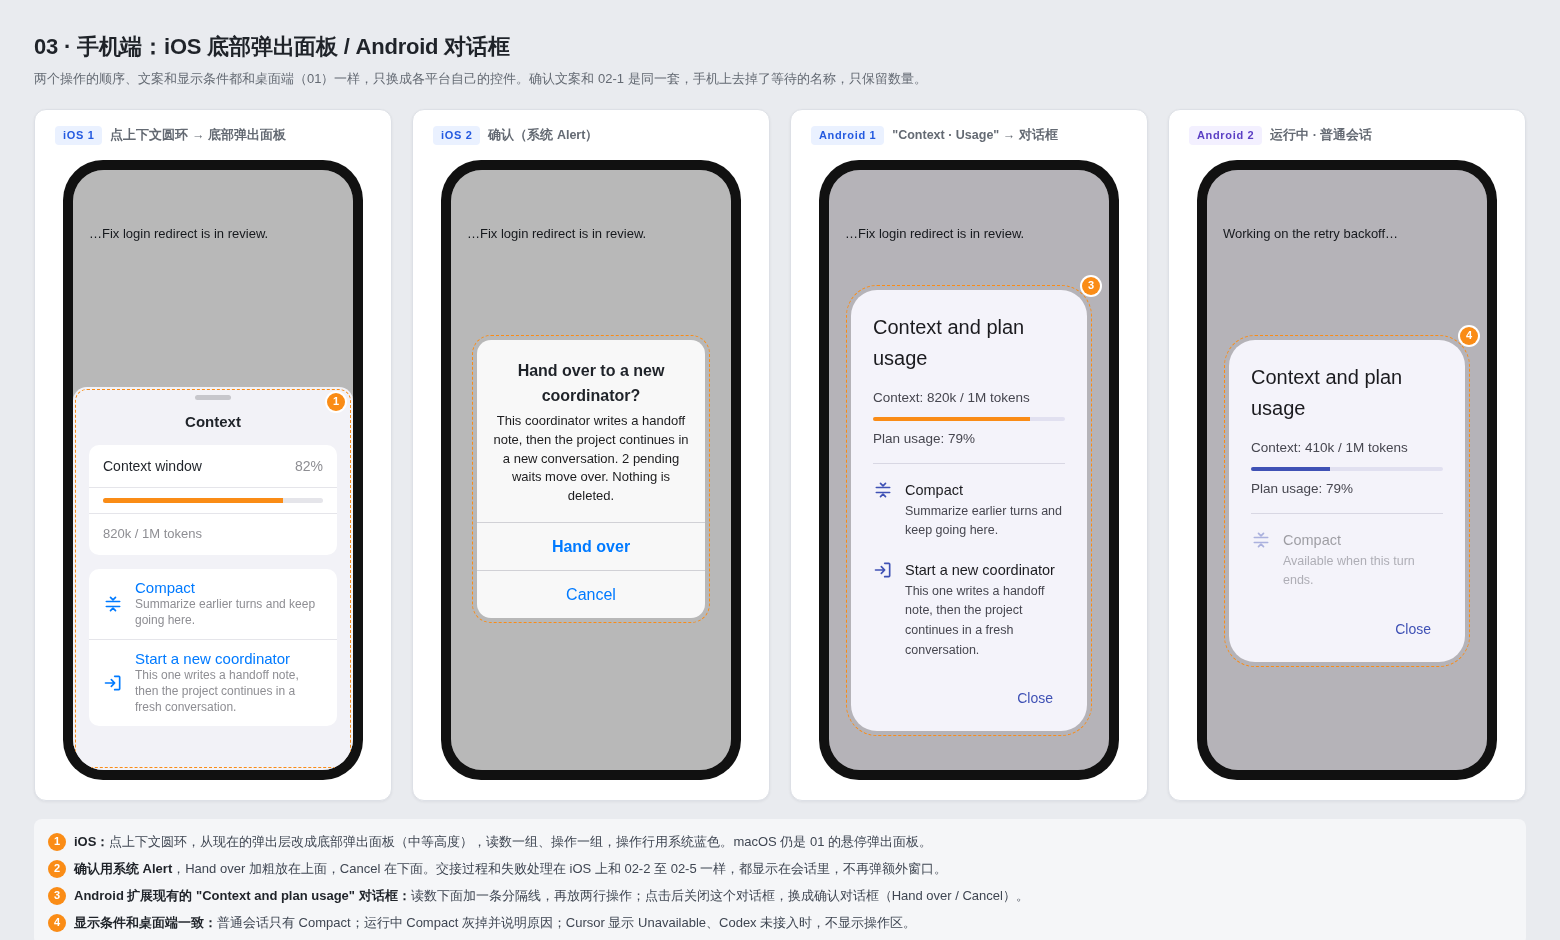 03 · 手机端：iOS 底部弹出面板 / Android 对话框
两个操作的顺序、文案和显示条件都和桌面端（01）一样，只换成各平台自己的控件。确认文案和 02-1 是同一套，手机上去掉了等待的名称，只保留数量。
iOS 1 点上下文圆环 → 底部弹出面板
…Fix login redirect is in review.
1
Context
Context window 82%
820k / 1M tokens
Compact
Summarize earlier turns and keep
going here.
Start a new coordinator
This one writes a handoff note,
then the project continues in a
fresh conversation.
iOS 2 确认（系统 Alert）
…Fix login redirect is in review.
Hand over to a new
coordinator?
This coordinator writes a handoff
note, then the project continues in
a new conversation. 2 pending
waits move over. Nothing is
deleted.
Hand over
Cancel
Android 1 "Context · Usage" → 对话框
…Fix login redirect is in review.
3
Context and plan
usage
Context: 820k / 1M tokens
Plan usage: 79%
Compact
Summarize earlier turns and
keep going here.
Start a new coordinator
This one writes a handoff
note, then the project
continues in a fresh
conversation.
Close
Android 2 运行中 · 普通会话
Working on the retry backoff…
4
Context and plan
usage
Context: 410k / 1M tokens
Plan usage: 79%
Compact
Available when this turn
ends.
Close
1 iOS：点上下文圆环，从现在的弹出层改成底部弹出面板（中等高度），读数一组、操作一组，操作行用系统蓝色。macOS 仍是 01 的悬停弹出面板。
2 确认用系统 Alert，Hand over 加粗放在上面，Cancel 在下面。交接过程和失败处理在 iOS 上和 02-2 至 02-5 一样，都显示在会话里，不再弹额外窗口。
3 Android 扩展现有的 "Context and plan usage" 对话框：读数下面加一条分隔线，再放两行操作；点击后关闭这个对话框，换成确认对话框（Hand over / Cancel）。
4 显示条件和桌面端一致：普通会话只有 Compact；运行中 Compact 灰掉并说明原因；Cursor 显示 Unavailable、Codex 未接入时，不显示操作区。